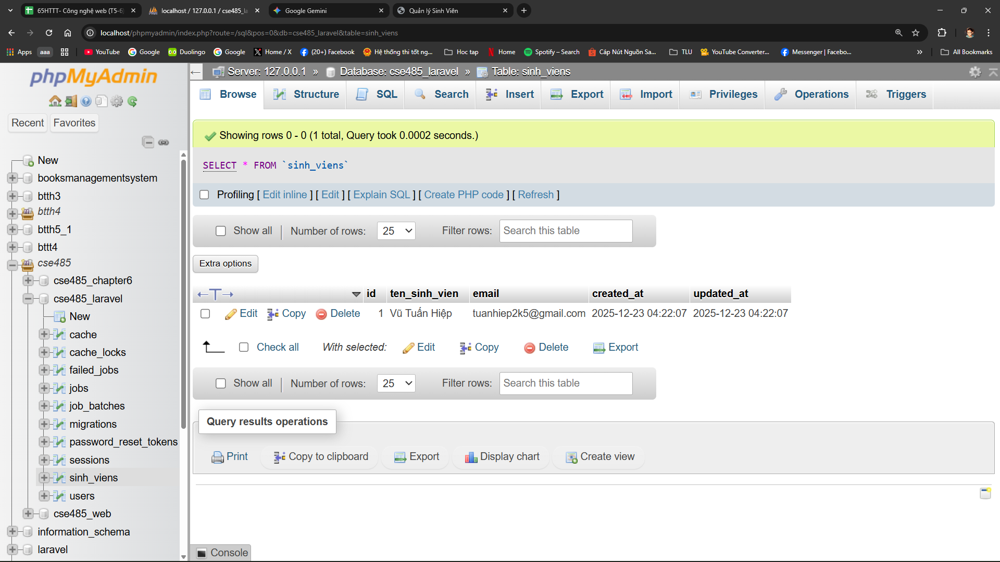 65HTTT- Công nghệ web (T5-6)
localhost / 127.0.0.1 / cse485_la
Google Gemini
Quản lý Sinh Viên
localhost/phpmyadmin/index.php?route=/sql&pos=0&db=cse485_laravel&table=sinh_viens
Apps
aaa
YouTube
Google
Duolingo
Google
Home / X
(20+) Facebook
Hệ thống thi tốt ng...
Hoc tap
Home
Spotify – Search
Cáp Nút Nguồn Sa...
TLU
YouTube Converter...
Messenger | Facebo...
All Bookmarks
phpMyAdmin
Recent
Favorites
New
booksmanagementsystem
btth3
btth4
btth5_1
bttt4
cse485
cse485_chapter6
cse485_laravel
New
cache
cache_locks
failed_jobs
jobs
job_batches
migrations
password_reset_tokens
sessions
sinh_viens
users
cse485_web
information_schema
laravel
Server: 127.0.0.1 » Database: cse485_laravel » Table: sinh_viens
Browse
Structure
SQL
Search
Insert
Export
Import
Privileges
Operations
Triggers
Showing rows 0 - 0 (1 total, Query took 0.0002 seconds.)
SELECT * FROM `sinh_viens`
Profiling [ Edit inline ] [ Edit ] [ Explain SQL ] [ Create PHP code ] [ Refresh ]
Show all | Number of rows: 25 Filter rows: Search this table
Extra options
id ten_sinh_vien email created_at updated_at
Edit Copy Delete 1 Vũ Tuấn Hiệp tuanhiep2k5@gmail.com 2025-12-23 04:22:07 2025-12-23 04:22:07
Check all With selected: Edit Copy Delete Export
Show all | Number of rows: 25 Filter rows: Search this table
Query results operations
Print Copy to clipboard Export Display chart Create view
Console